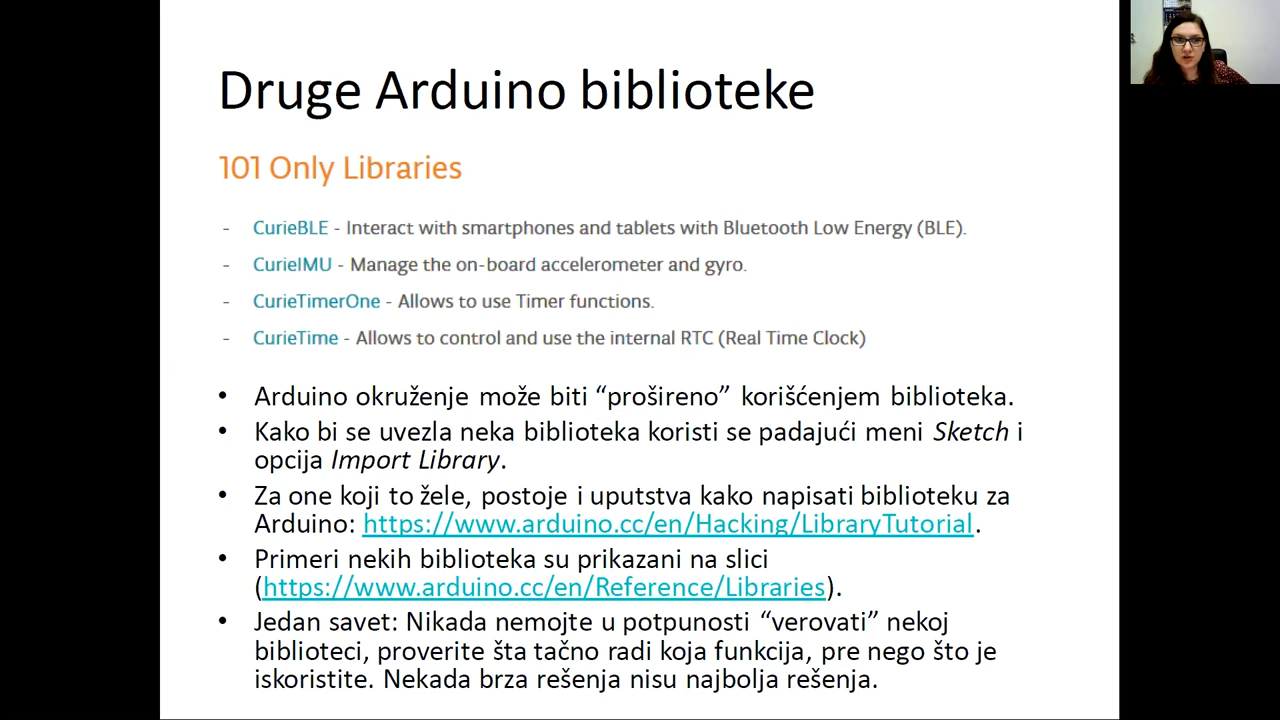 Druge Arduino biblioteke
101 Only Libraries
- CurieBLE - Interact with smartphones and tablets with Bluetooth Low Energy (BLE).
- CurieIMU - Manage the on-board accelerometer and gyro.
- CurieTimerOne - Allows to use Timer functions.
- CurieTime - Allows to control and use the internal RTC (Real Time Clock)
• Arduino okruženje može biti “prošireno” korišćenjem biblioteka.
• Kako bi se uvezla neka biblioteka koristi se padajući meni Sketch i
opcija Import Library.
• Za one koji to žele, postoje i uputstva kako napisati biblioteku za
Arduino: https://www.arduino.cc/en/Hacking/LibraryTutorial.
• Primeri nekih biblioteka su prikazani na slici
(https://www.arduino.cc/en/Reference/Libraries).
• Jedan savet: Nikada nemojte u potpunosti “verovati” nekoj
biblioteci, proverite šta tačno radi koja funkcija, pre nego što je
iskoristite. Nekada brza rešenja nisu najbolja rešenja.